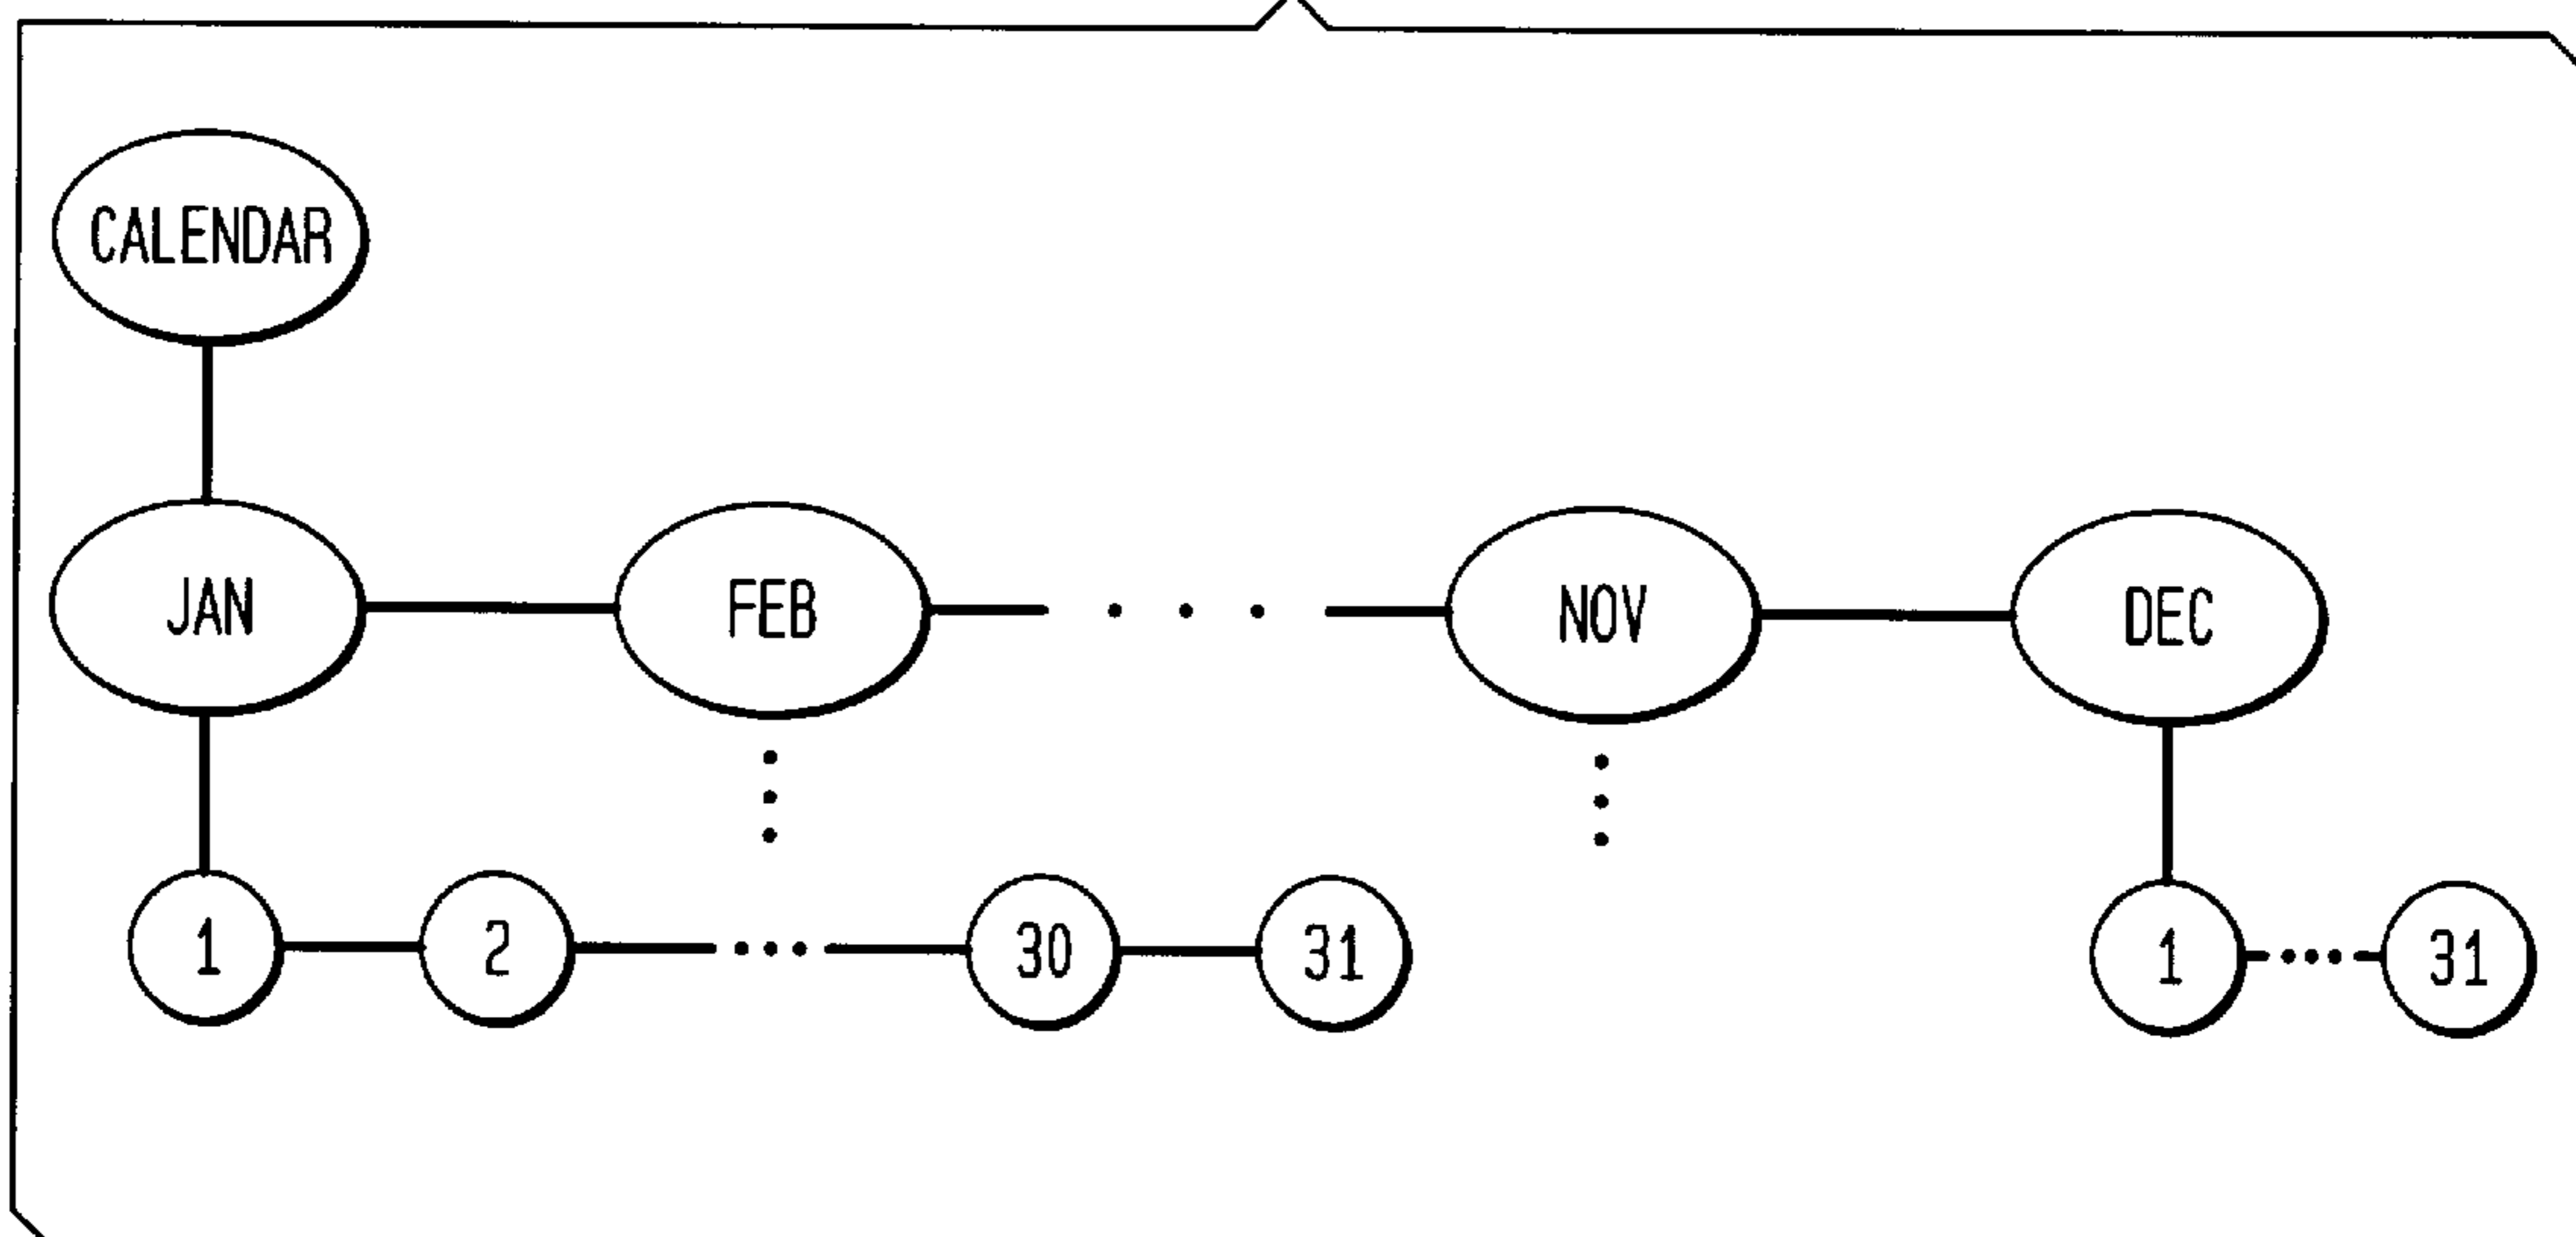 CALENDAR
JAN FEB . . . NOV DEC
1 2 ... 30 31 1 ... 31